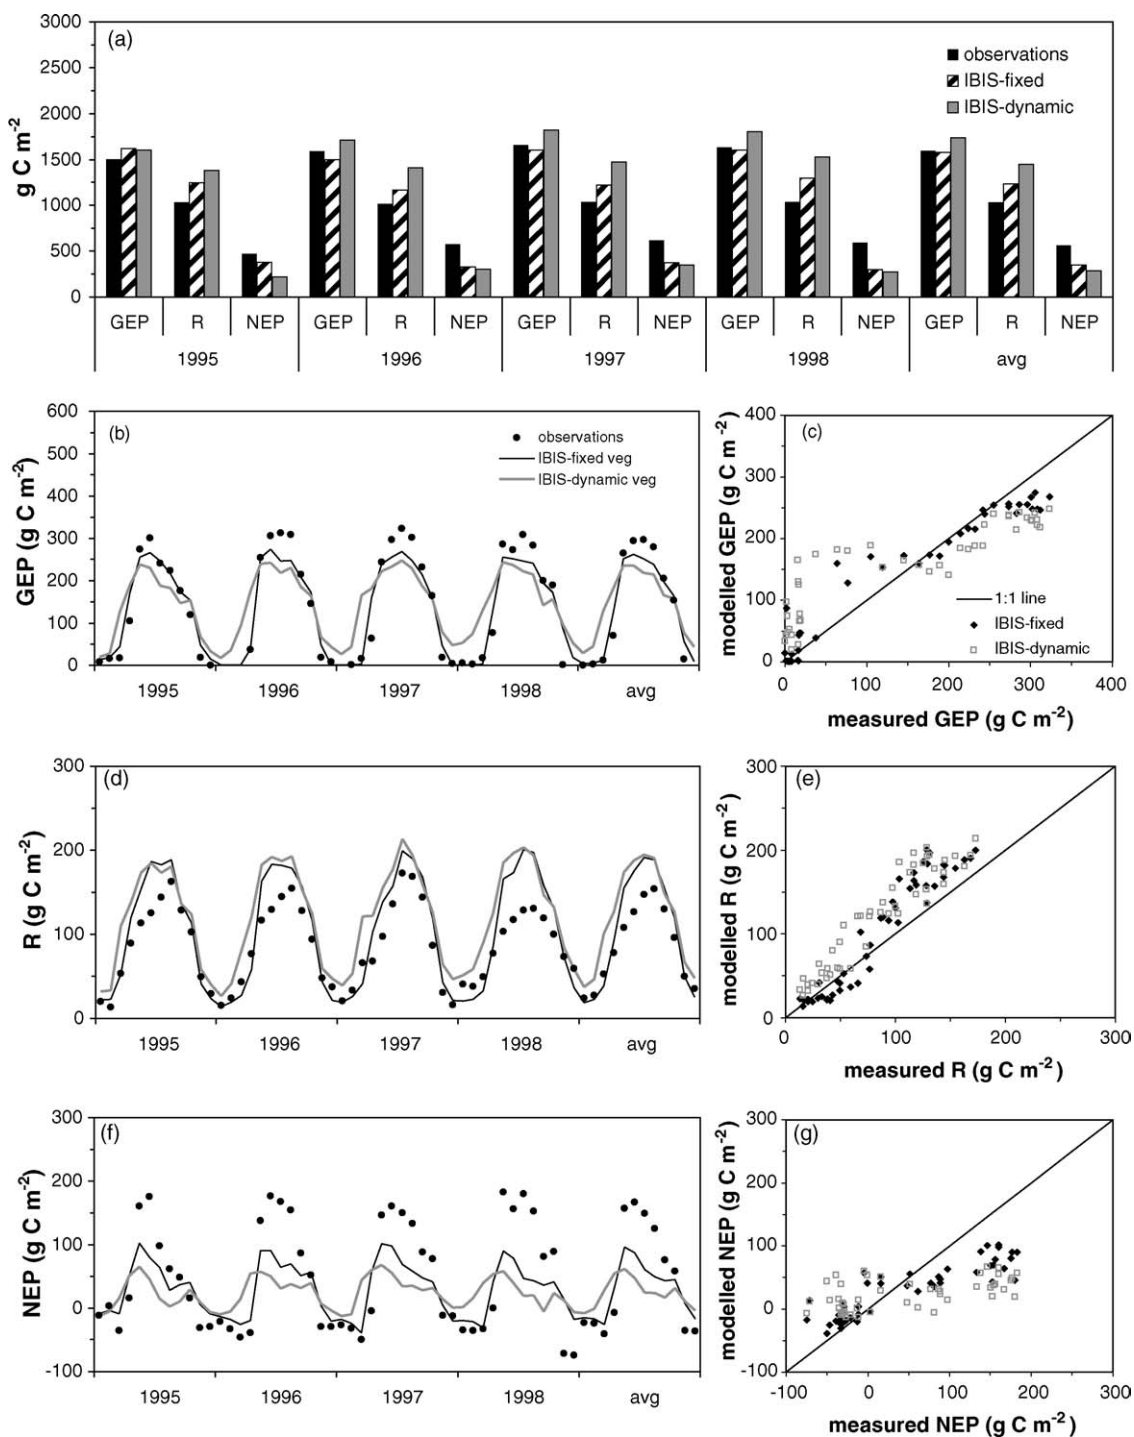 (a)
3000
2500
2000
1500
1000
500
0
g C m-2
observations
IBIS-fixed
IBIS-dynamic
GEP R NEP GEP R NEP GEP R NEP GEP R NEP GEP R NEP
1995 1996 1997 1998 avg
(b)
600
500
400
300
200
100
0
GEP (g C m-2)
observations
IBIS-fixed veg
IBIS-dynamic veg
1995 1996 1997 1998 avg
(c)
400
300
200
100
0
modelled GEP (g C m-2)
1:1 line
IBIS-fixed
IBIS-dynamic
0 100 200 300 400
measured GEP (g C m-2)
(d)
300
200
100
0
R (g C m-2)
1995 1996 1997 1998 avg
(e)
300
200
100
0
modelled R (g C m-2)
0 100 200 300
measured R (g C m-2)
(f)
300
200
100
0
-100
NEP (g C m-2)
1995 1996 1997 1998 avg
(g)
300
200
100
0
-100
modelled NEP (g C m-2)
-100 0 100 200 300
measured NEP (g C m-2)